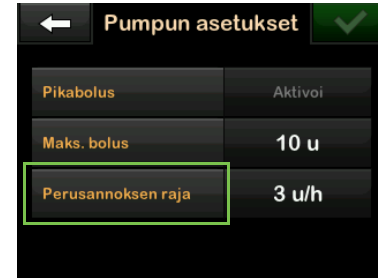 Pumpun asetukset
Pikabolus Aktivoi
Maks. bolus 10 u
Perusannoksen raja 3 u/h